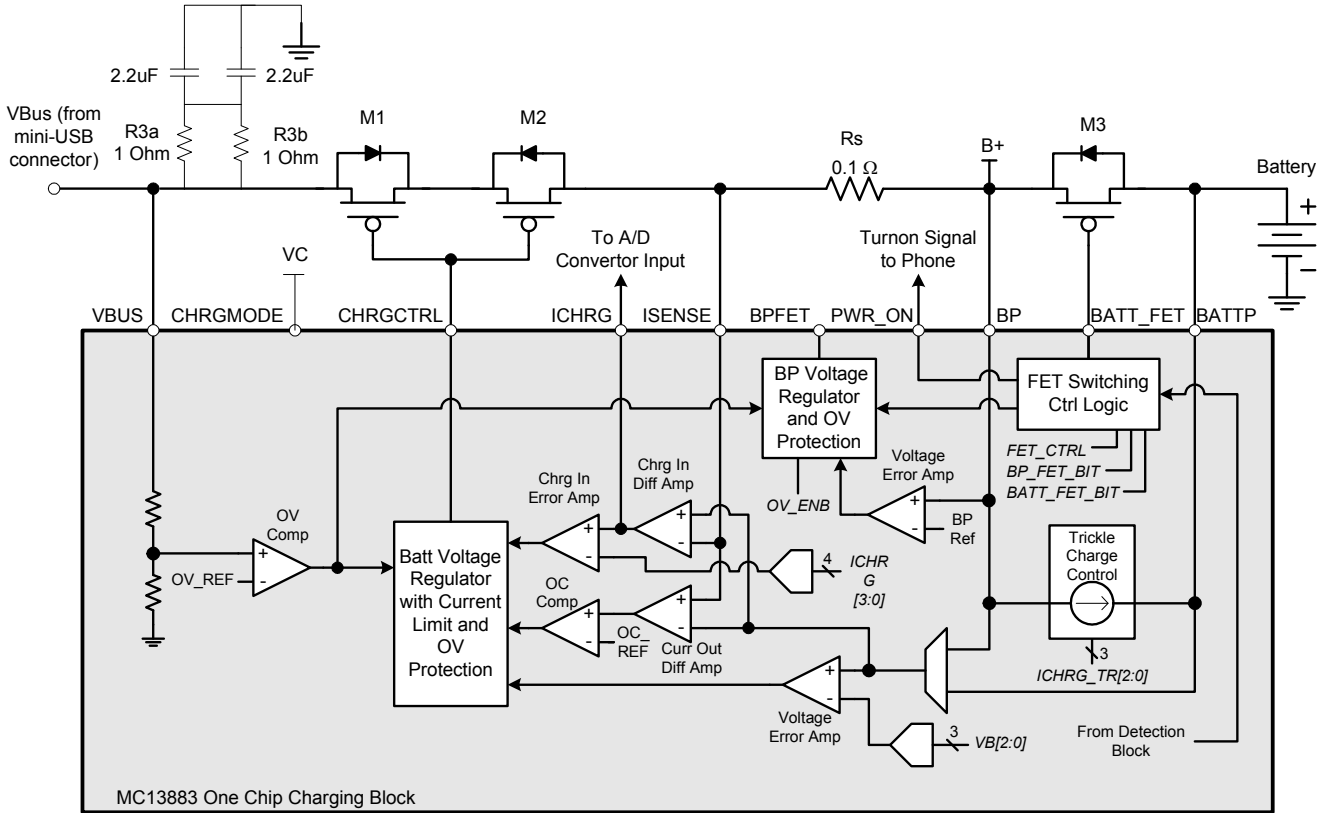 2.2uF
2.2uF
VBus (from
mini-USB
connector)
R3a
1 Ohm
R3b
1 Ohm
M1
M2
Rs
0.1 Ω
B+
M3
Battery
+
−
VC
To A/D
Convertor Input
Turnon Signal
to Phone
VBUS
CHRGMODE
CHRGCTRL
ICHRG
ISENSE
BPFET
PWR_ON
BP
BATT_FET
BATTP
BP Voltage
Regulator
and OV
Protection
FET Switching
Ctrl Logic
FET_CTRL
BP_FET_BIT
BATT_FET_BIT
OV_ENB
Voltage
Error Amp
+
-
BP
Ref
Chrg In
Error Amp
+
-
Chrg In
Diff Amp
+
-
OV
Comp
+
-
OV_REF
Batt Voltage
Regulator
with Current
Limit and
OV
Protection
OC
Comp
+
-
OC_
REF
+
-
Curr Out
Diff Amp
4
ICHR
G
[3:0]
Trickle
Charge
Control
3
ICHRG_TR[2:0]
+
-
Voltage
Error Amp
3
VB[2:0]
From Detection
Block
MC13883 One Chip Charging Block